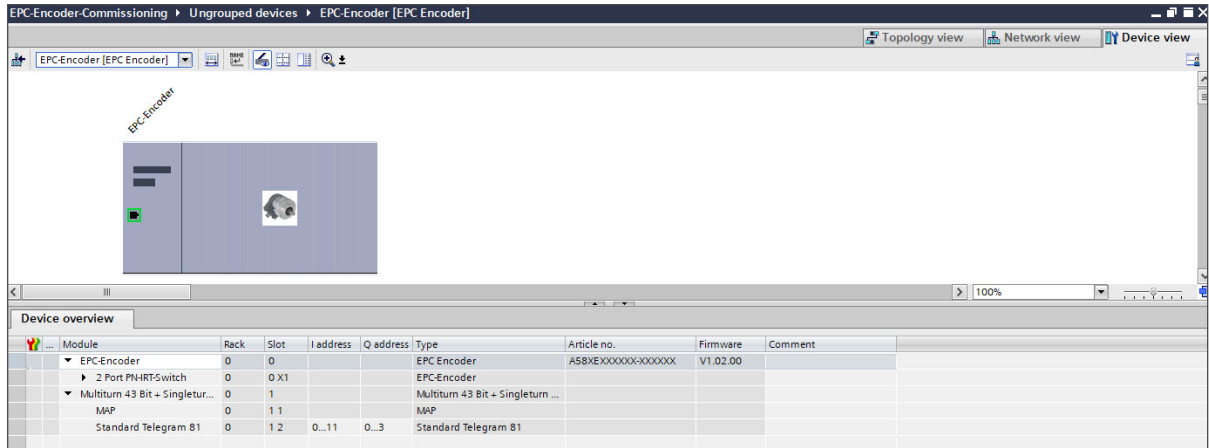 EPC-Encoder-Commissioning ▸ Ungrouped devices ▸ EPC-Encoder [EPC Encoder]
Topology view Network view Device view
EPC-Encoder [EPC Encoder]
EPC-Encoder
100%
Device overview
... Module Rack Slot I address Q address Type Article no. Firmware Comment
EPC-Encoder 0 0 EPC Encoder A58XEXXXXXX-XXXXXX V1.02.00
2 Port PN-IRT-Switch 0 0 X1 EPC-Encoder
Multiturn 43 Bit + Singletur... 0 1 Multiturn 43 Bit + Singleturn ...
MAP 0 1 1 MAP
Standard Telegram 81 0 1 2 0...11 0...3 Standard Telegram 81